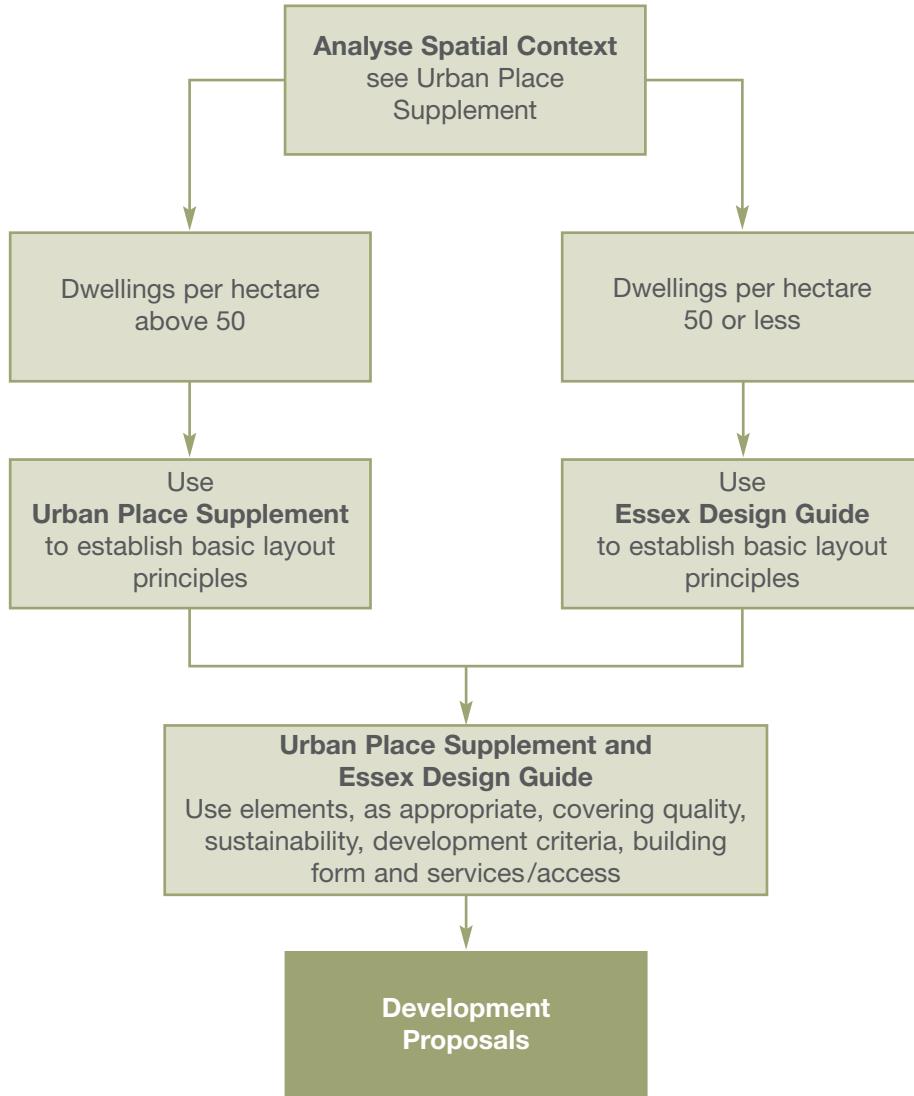 Analyse Spatial Context
see Urban Place
Supplement
Dwellings per hectare
above 50
Dwellings per hectare
50 or less
Use
Urban Place Supplement
to establish basic layout
principles
Use
Essex Design Guide
to establish basic layout
principles
Urban Place Supplement and
Essex Design Guide
Use elements, as appropriate, covering quality,
sustainability, development criteria, building
form and services/access
Development
Proposals